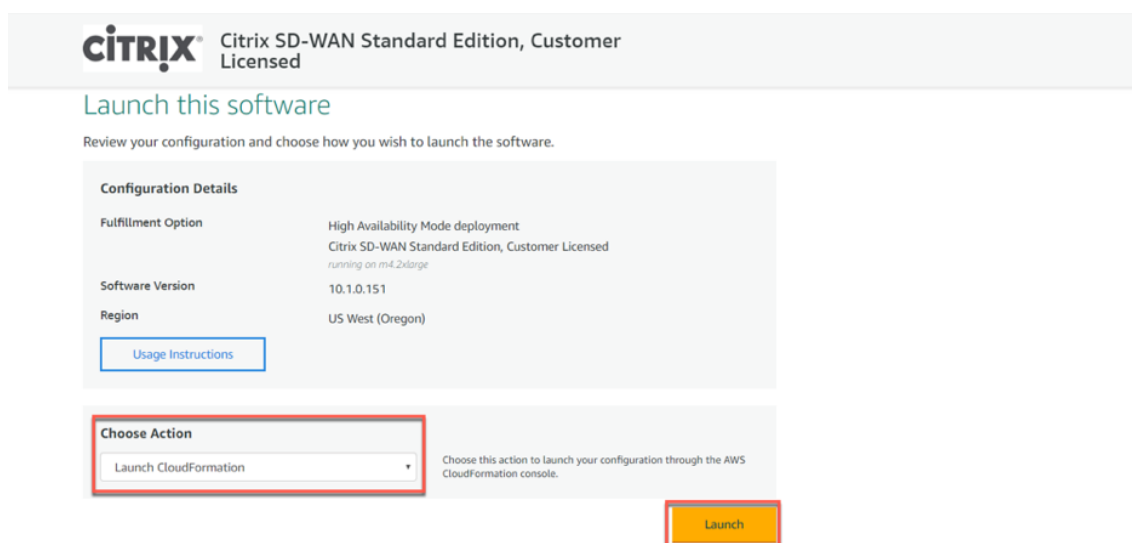 CİTRỊX
Citrix SD-WAN Standard Edition, Customer
Licensed
Launch this software
Review your configuration and choose how you wish to launch the software.
Configuration Details
Fulfillment Option
High Availability Mode deployment
Citrix SD-WAN Standard Edition, Customer Licensed
running on m4.2xlarge
Software Version
10.1.0.151
Region
US West (Oregon)
Usage Instructions
Choose Action
Launch CloudFormation
Choose this action to launch your configuration through the AWS
CloudFormation console.
Launch